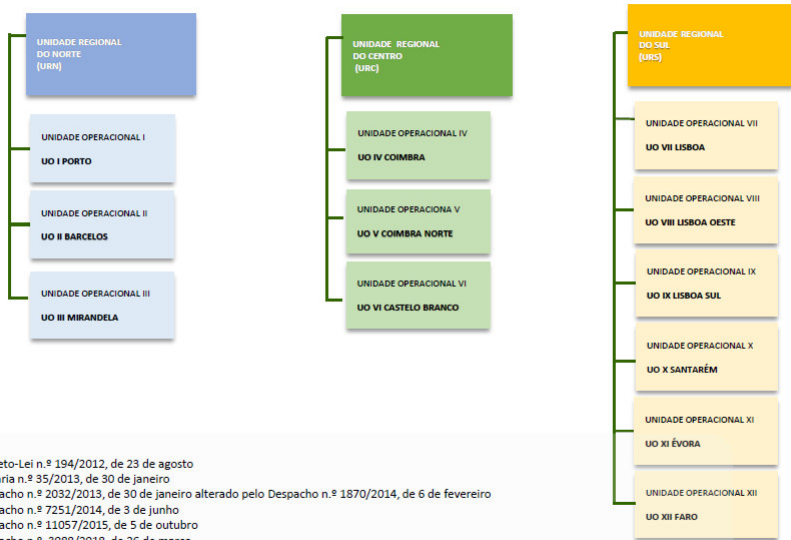 UNIDADE REGIONAL
DO NORTE
(URN)
UNIDADE OPERACIONAL I
UO I PORTO
UNIDADE OPERACIONAL II
UO II BARCELOS
UNIDADE OPERACIONAL III
UO III MIRANDELA
UNIDADE REGIONAL
DO CENTRO
(URC)
UNIDADE OPERACIONAL IV
UO IV COIMBRA
UNIDADE OPERACIONA V
UO V COIMBRA NORTE
UNIDADE OPERACIONAL VI
UO VI CASTELO BRANCO
UNIDADE REGIONAL
DO SUL
(URS)
UNIDADE OPERACIONAL VII
UO VII LISBOA
UNIDADE OPERACIONAL VIII
UO VIII LISBOA OESTE
UNIDADE OPERACIONAL IX
UO IX LISBOA SUL
UNIDADE OPERACIONAL X
UO X SANTARÉM
UNIDADE OPERACIONAL XI
UO XI ÉVORA
UNIDADE OPERACIONAL XII
UO XII FARO
eto-Lei n.º 194/2012, de 23 de agosto
ria n.º 35/2013, de 30 de janeiro
acho n.º 2032/2013, de 30 de janeiro alterado pelo Despacho n.º 1870/2014, de 6 de fevereiro
acho n.º 7251/2014, de 3 de junho
acho n.º 11057/2015, de 5 de outubro